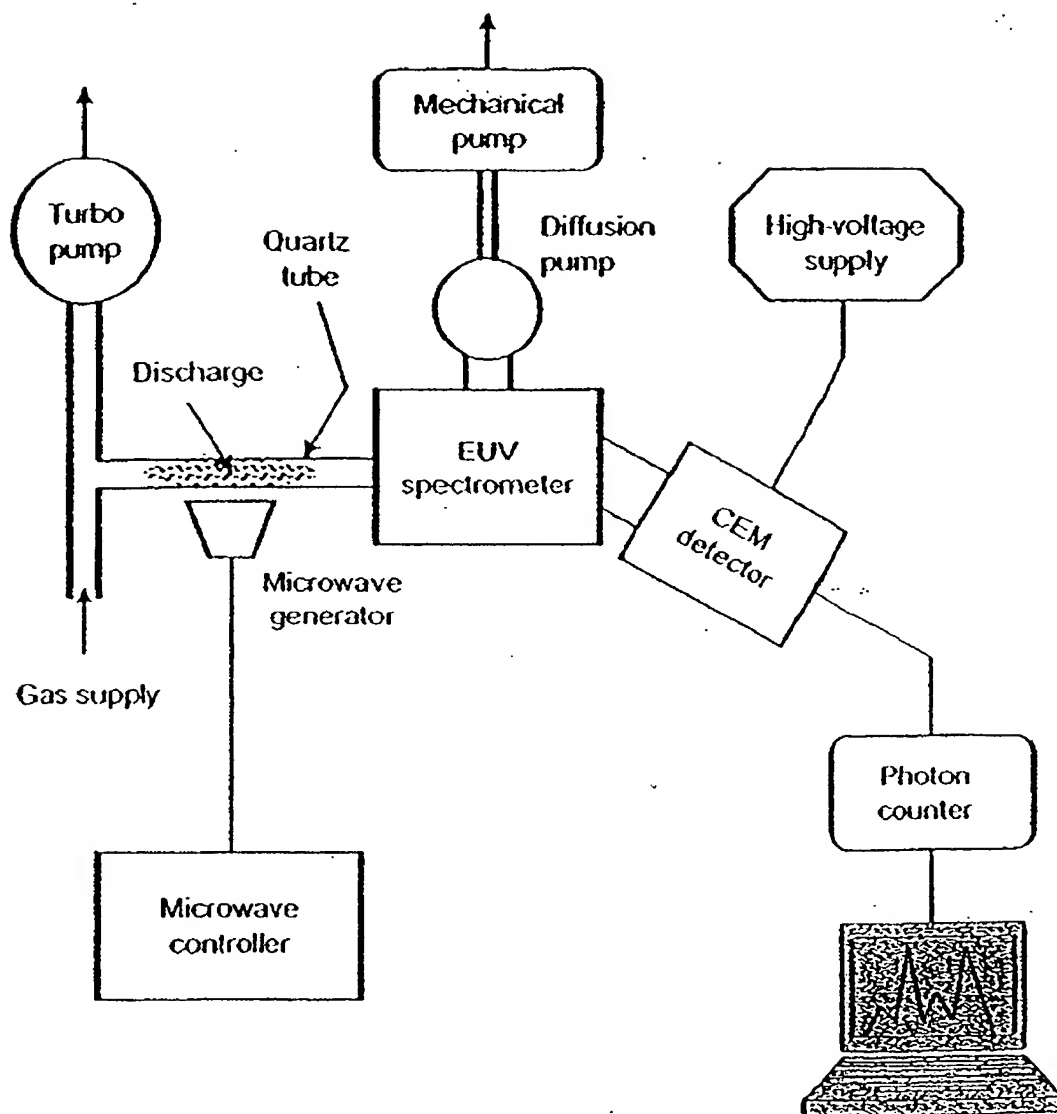 Mechanical
pump
Turbo
pump
Quartz
tube
Diffusion
pump
High-voltage
supply
Discharge
EUV
spectrometer
CEM
detector
Microwave
generator
Gas supply
Photon
counter
Microwave
controller